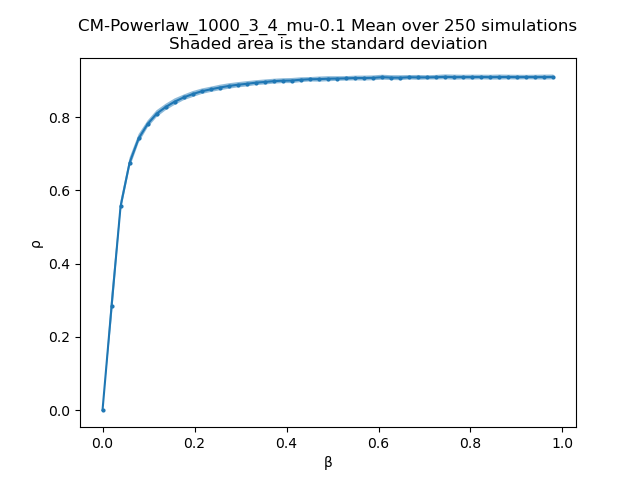 CM-Powerlaw_1000_3_4_mu-0.1 Mean over 250 simulations
Shaded area is the standard deviation
0.8
0.6
ρ
0.4
0.2
0.0
0.0 0.2 0.4 0.6 0.8 1.0
β